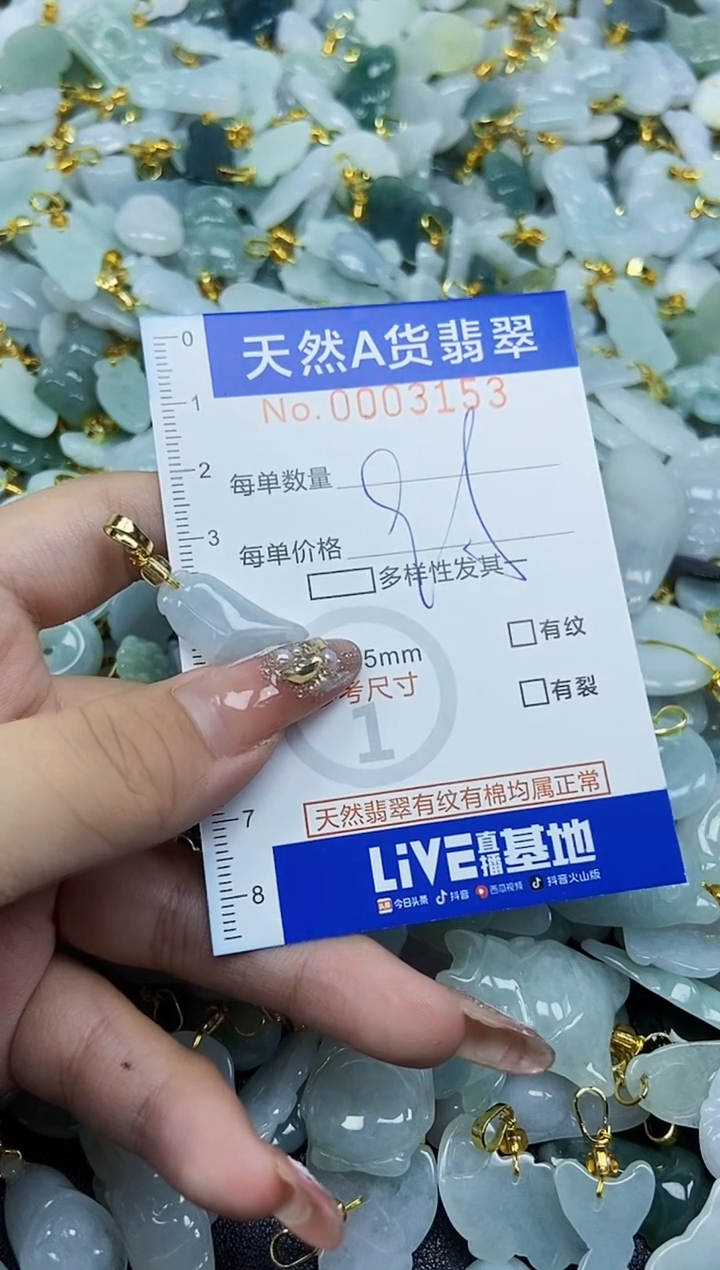 天然A货翡翠
No.0003153
0
1
2
3
7
8
每单数量
每单价格
多样性发其一
5mm
考尺寸
1
有纹
有裂
天然翡翠有纹有棉均属正常
LiVE直播基地
头条 今日头条 抖音 西瓜视频 抖音火山版